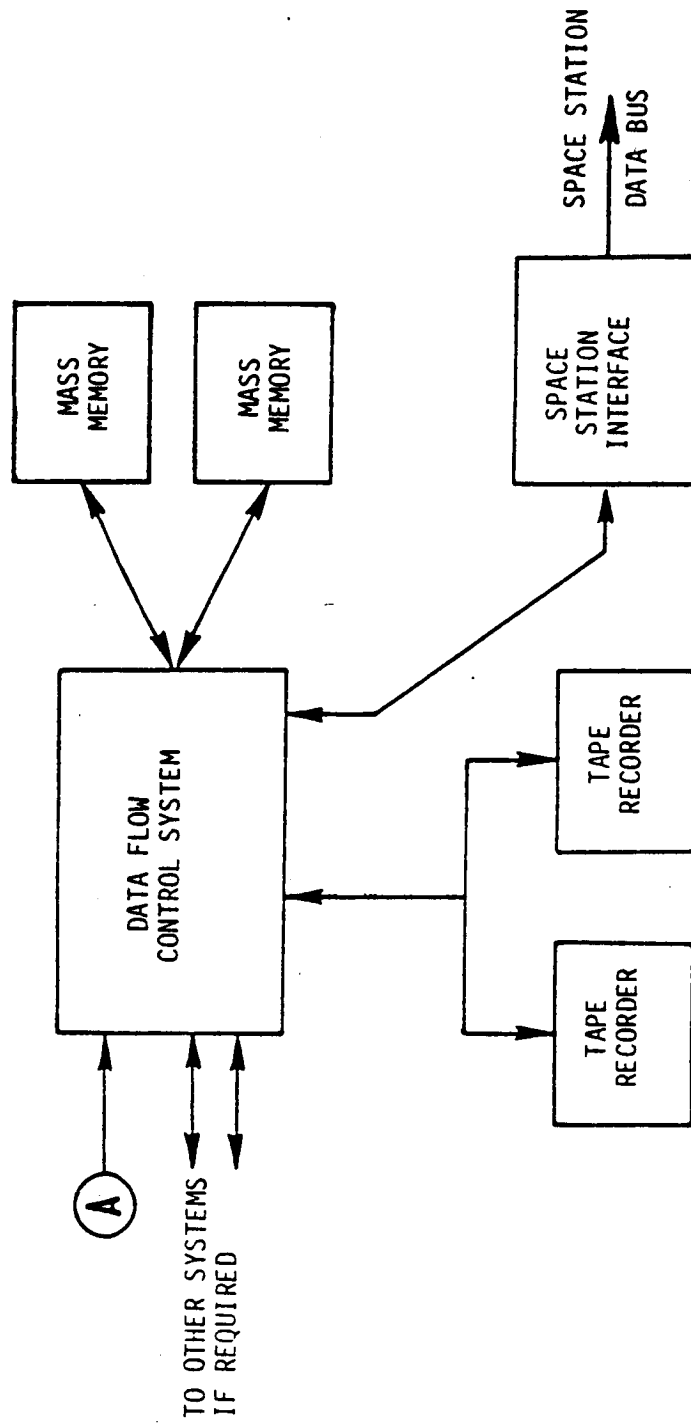 A
TO OTHER SYSTEMS
IF REQUIRED
DATA FLOW
CONTROL SYSTEM
MASS
MEMORY
MASS
MEMORY
TAPE
RECORDER
TAPE
RECORDER
SPACE
STATION
INTERFACE
SPACE STATION
DATA BUS